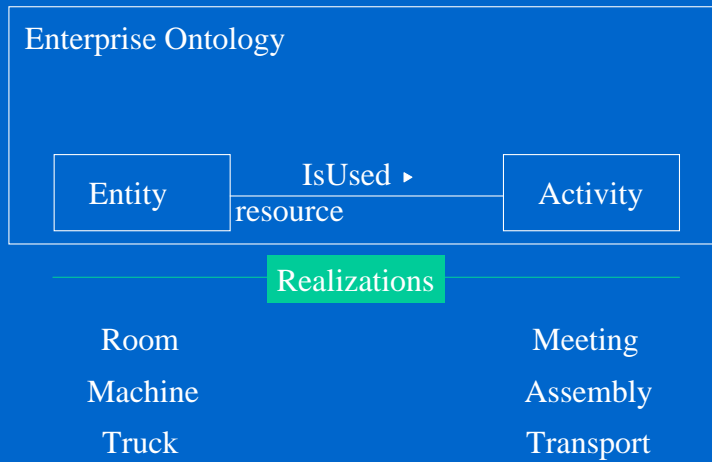 Enterprise Ontology
IsUsed ▸
Entity
Activity
resource
Realizations
Room Meeting
Machine Assembly
Truck Transport